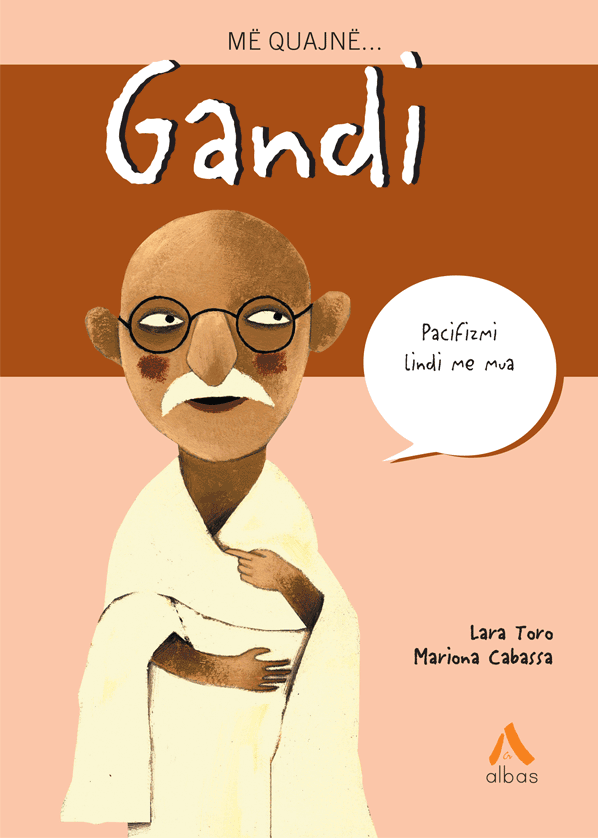 MË QUAJNË...
Gandi
Pacifizmi
lindi me mua
Lara Toro
Mariona Cabassa
albas